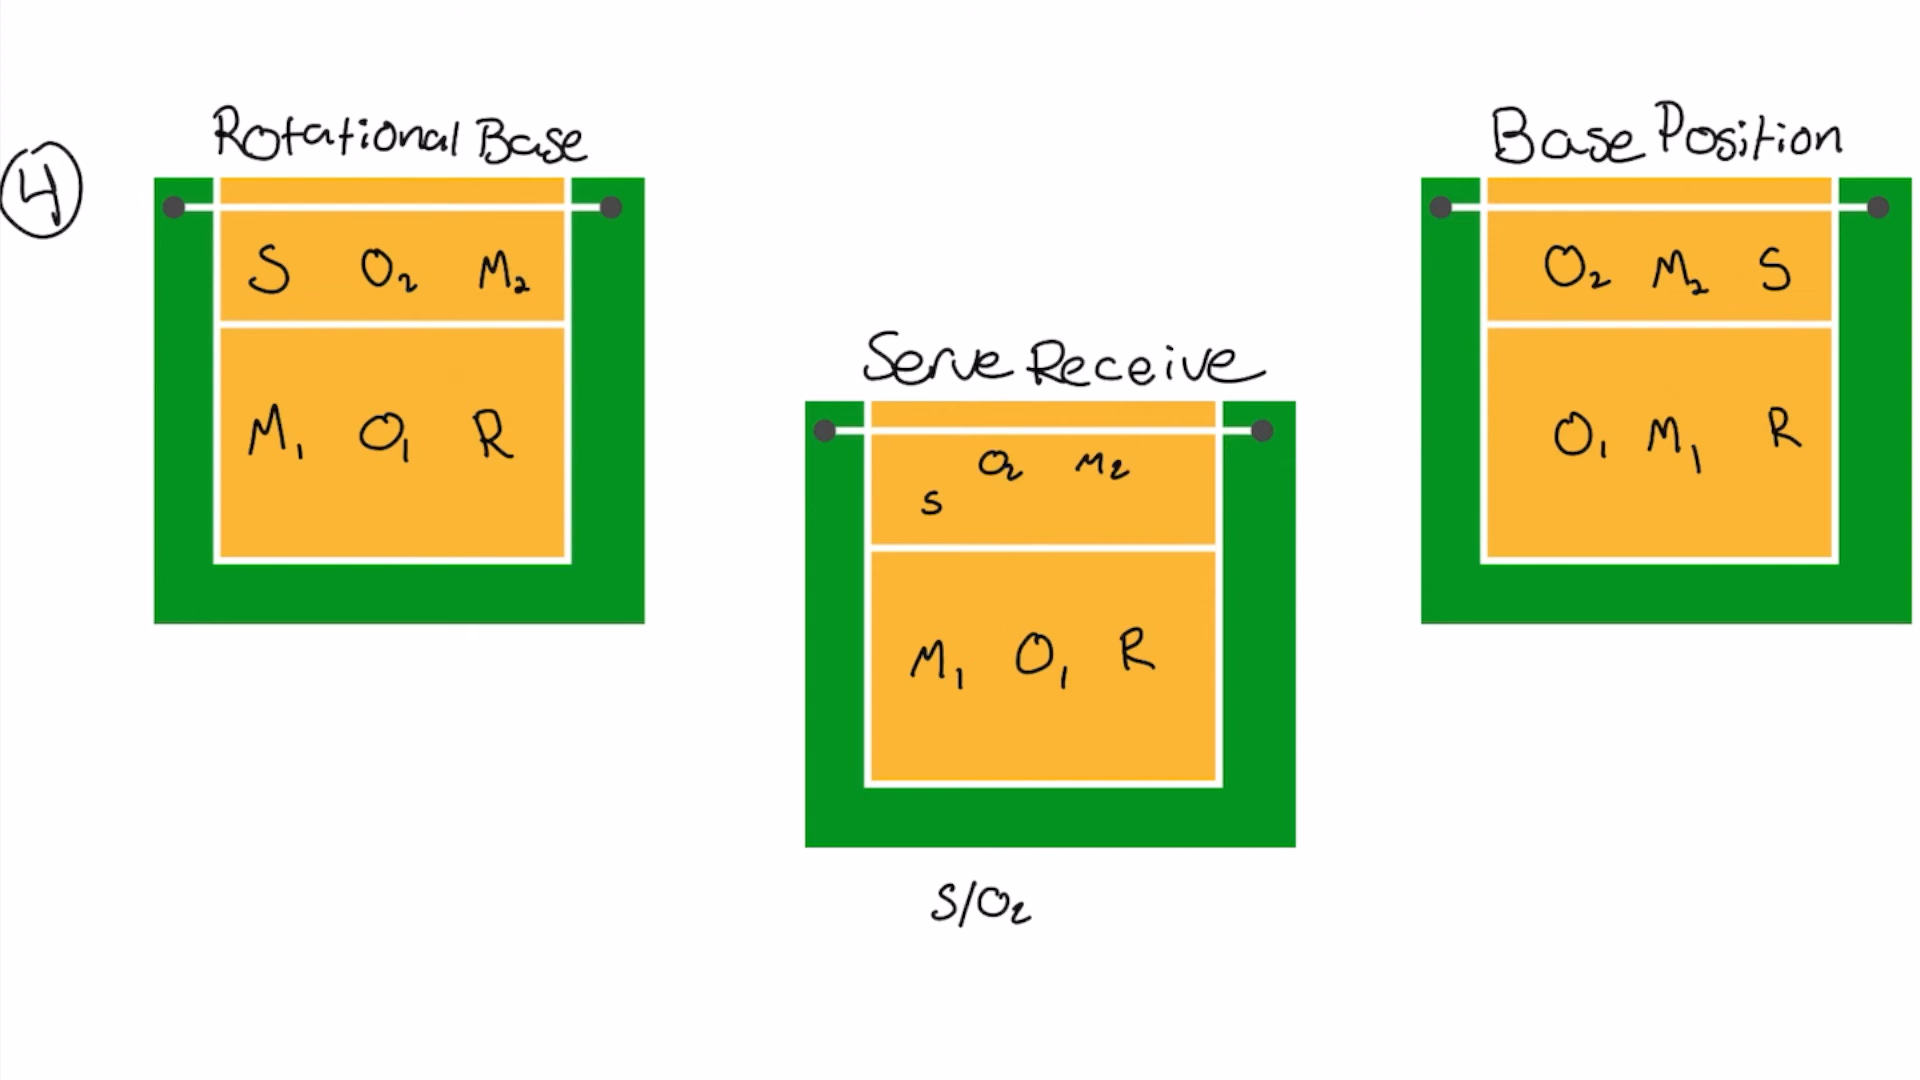 4
Rotational Base
S O2 M2
M1 O1 R
Serve Receive
O2 M2
S
M1 O1 R
S/O2
Base Position
O2 M2 S
O1 M1 R